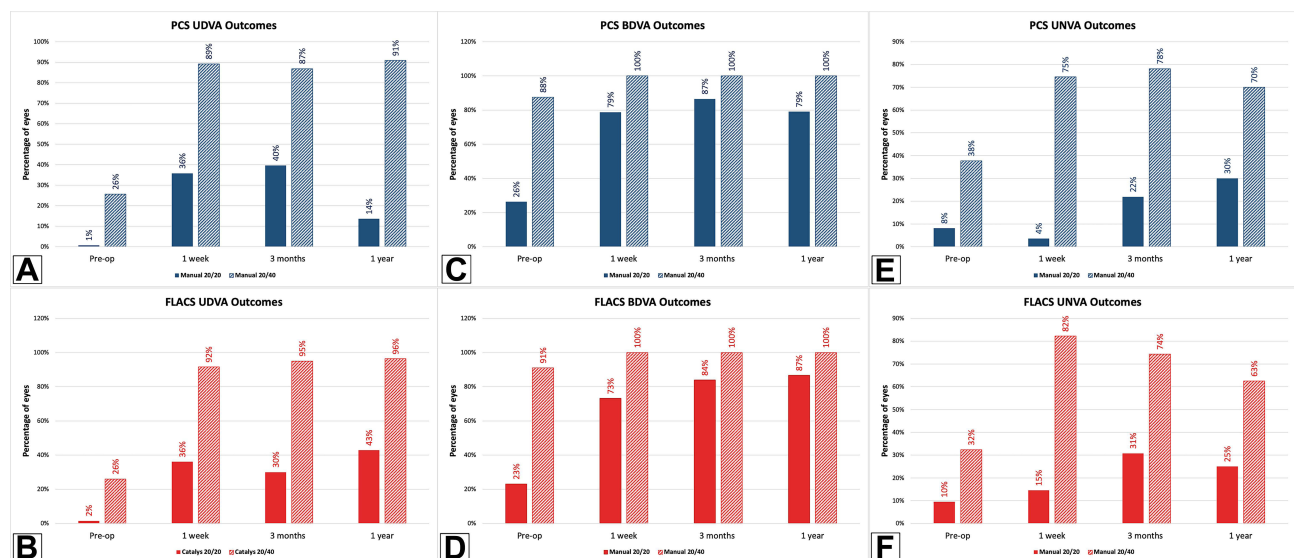 PCS UDVA Outcomes
Percentage of eyes
100%
90%
80%
70%
60%
50%
40%
30%
20%
10%
0%
1%
26%
36%
89%
40%
87%
14%
91%
Pre-op
1 week
3 months
1 year
Manual 20/20
Manual 20/40
A
PCS BDVA Outcomes
Percentage of eyes
120%
100%
80%
60%
40%
20%
0%
26%
88%
79%
100%
87%
100%
79%
100%
Pre-op
1 week
3 months
1 year
Manual 20/20
Manual 20/40
C
PCS UNVA Outcomes
Percentage of eyes
90%
80%
70%
60%
50%
40%
30%
20%
10%
0%
8%
38%
4%
75%
22%
78%
30%
70%
Pre-op
1 week
3 months
1 year
Manual 20/20
Manual 20/40
E
FLACS UDVA Outcomes
Percentage of eyes
120%
100%
80%
60%
40%
20%
0%
2%
26%
36%
92%
30%
95%
43%
96%
Pre-op
1 week
3 months
1 year
Catalys 20/20
Catalys 20/40
B
FLACS BDVA Outcomes
Percentage of eyes
120%
100%
80%
60%
40%
20%
0%
23%
91%
73%
100%
84%
100%
87%
100%
Pre-op
1 week
3 months
1 year
Manual 20/20
Manual 20/40
D
FLACS UNVA Outcomes
Percentage of eyes
90%
80%
70%
60%
50%
40%
30%
20%
10%
0%
10%
32%
15%
82%
31%
74%
25%
63%
Pre-op
1 week
3 months
1 year
Manual 20/20
Manual 20/40
F